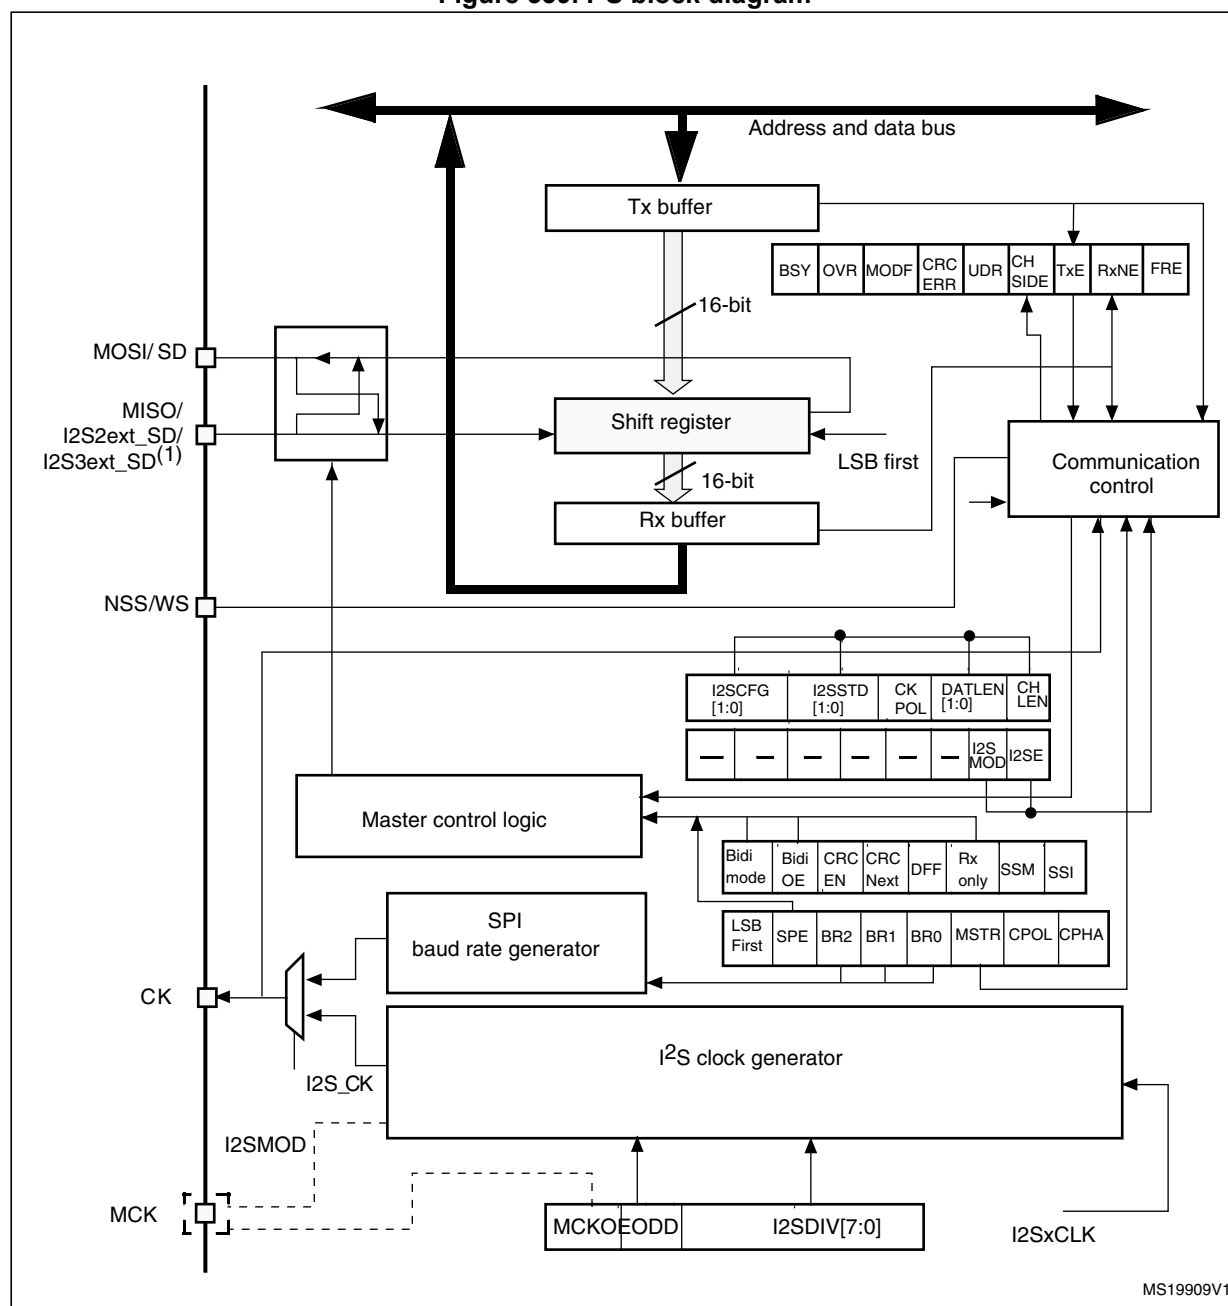 Address and data bus
Tx buffer
BSY OVR MODF CRC ERR UDR CH SIDE TxE RxNE FRE
16-bit
MOSI/ SD
MISO/
I2S2ext_SD/
I2S3ext_SD(1)
Shift register
LSB first
Communication
control
16-bit
Rx buffer
NSS/WS
I2SCFG [1:0] I2SSTD [1:0] CK POL DATLEN [1:0] CH LEN
— — — — — — I2S MOD I2SE
Master control logic
Bidi mode Bidi OE CRC EN CRC Next DFF Rx only SSM SSI
SPI
baud rate generator
LSB First SPE BR2 BR1 BR0 MSTR CPOL CPHA
CK
I2S clock generator
I2S_CK
I2SMOD
MCK
MCKOE ODD I2SDIV[7:0]
I2SxCLK
MS19909V1